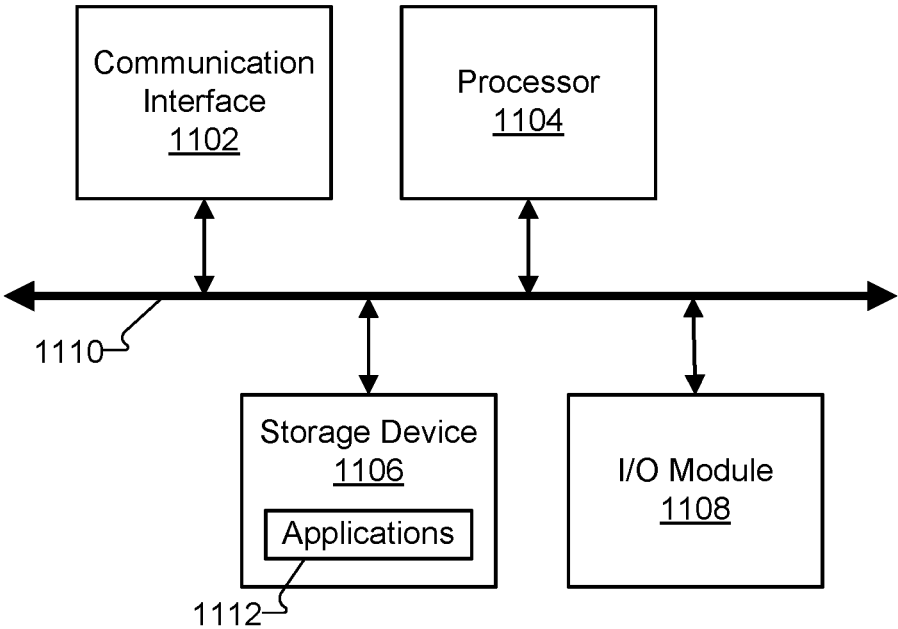 Communication
Interface
1102
Processor
1104
1110
Storage Device
1106
Applications
1112
I/O Module
1108